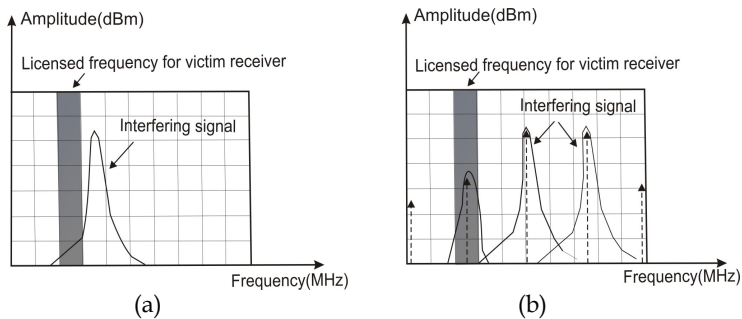 Amplitude(dBm)
Licensed frequency for victim receiver
Interfering signal
Frequency(MHz)
(a)
Amplitude(dBm)
Licensed frequency for victim receiver
Interfering signal
Frequency(MHz)
(b)